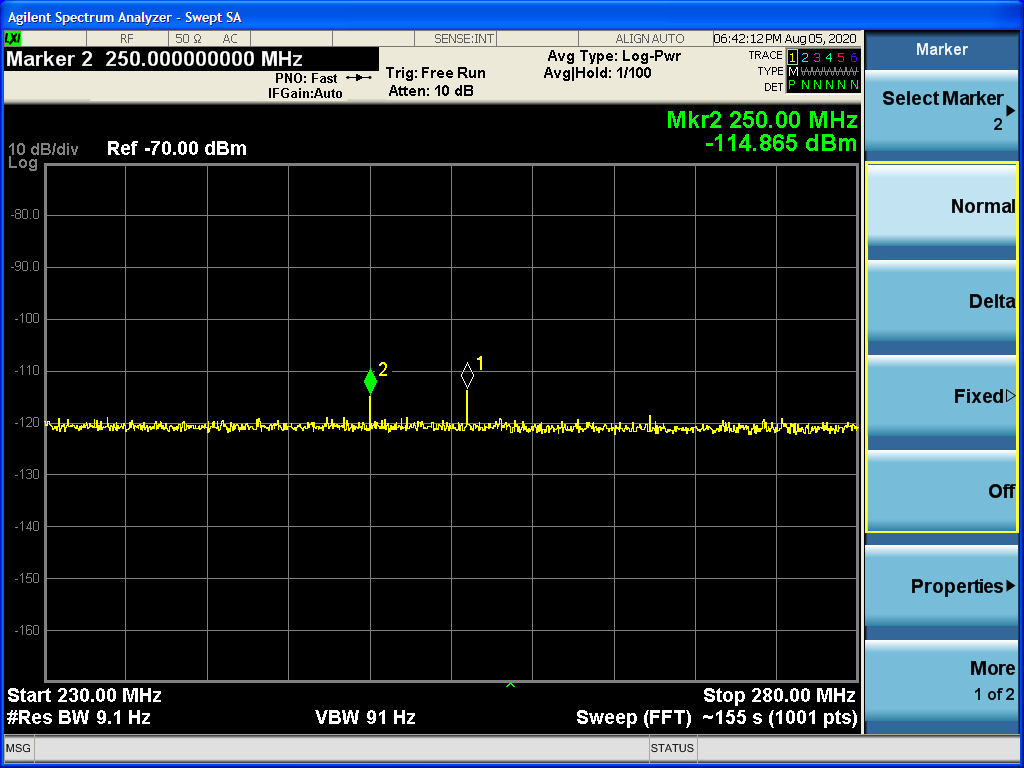 Agilent Spectrum Analyzer - Swept SA
LXI RF 50 Ω AC SENSE:INT ALIGN AUTO 06:42:12 PM Aug 05, 2020
Marker 2 250.000000000 MHz
PNO: Fast
IFGain:Auto
Trig: Free Run
Atten: 10 dB
Avg Type: Log-Pwr
Avg|Hold: 1/100
TRACE 1 2 3 4 5 6
TYPE M W W W W W
DET P N N N N N
Mkr2 250.00 MHz
-114.865 dBm
10 dB/div
Log
Ref -70.00 dBm
-80.0
-90.0
-100
-110
-120
-130
-140
-150
-160
2
1
Start 230.00 MHz
Stop 280.00 MHz
#Res BW 9.1 Hz
VBW 91 Hz
Sweep (FFT) ~155 s (1001 pts)
MSG
STATUS
Marker
Select Marker
2
Normal
Delta
Fixed
Off
Properties
More
1 of 2